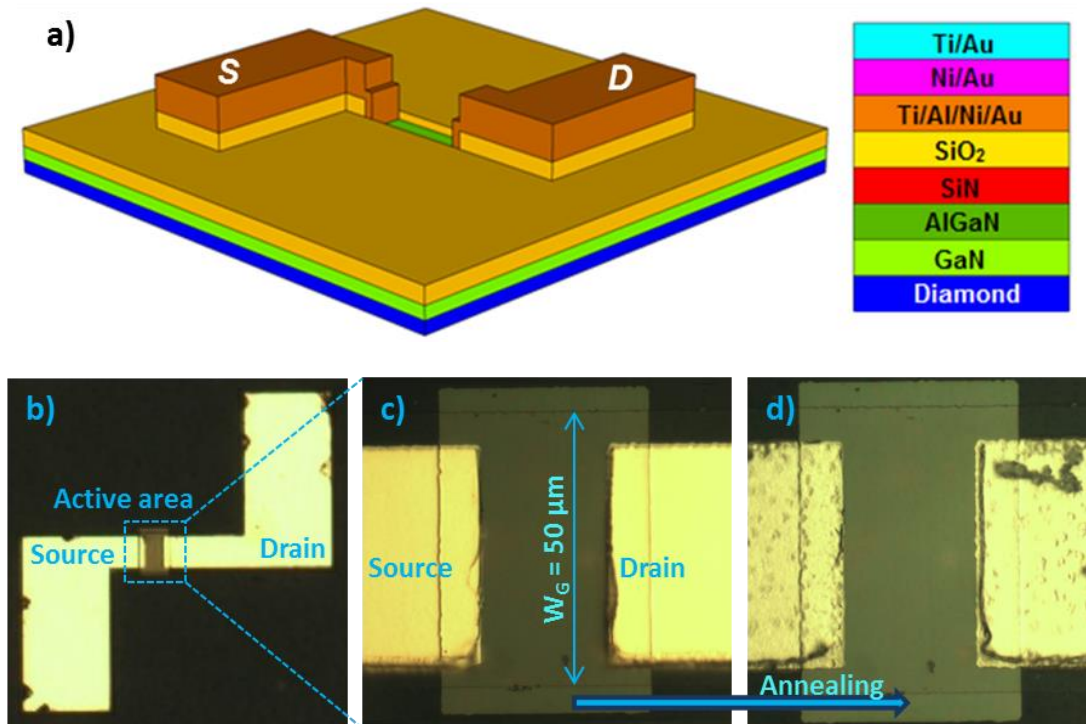 a)
S
D
Ti/Au
Ni/Au
Ti/Al/Ni/Au
SiO₂
SiN
AlGaN
GaN
Diamond
b)
Active area
Source
Drain
c)
Source
W_G = 50 µm
Drain
d)
Annealing